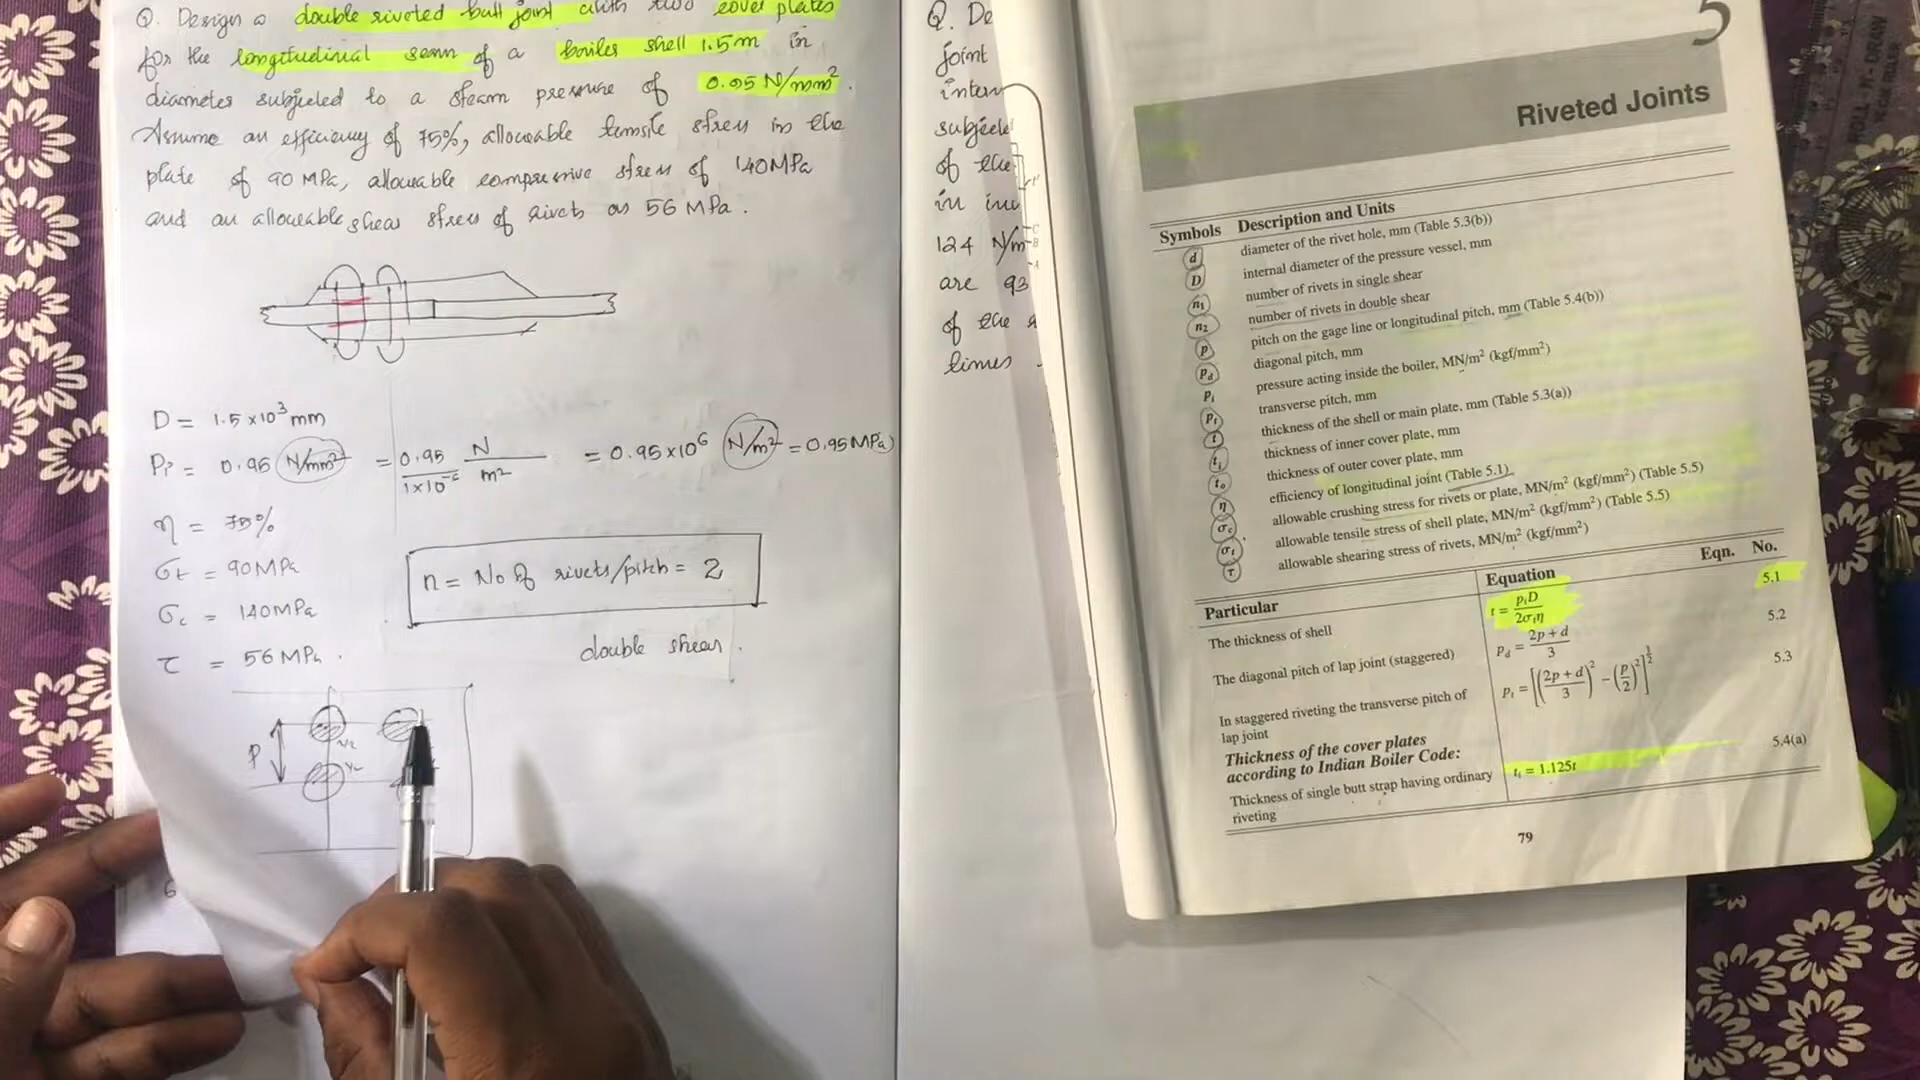 Q. Design a double riveted butt joint with two cover plates
for the longitudinal seam of a boiler shell 1.5m in
diameter subjected to a steam pressure of 0.95 N/mm².
Assume an efficiency of 75%, allowable tensile stress in the
plate of 90 MPa, allowable compressive stress of 140MPa
and an allowable shear stress of rivets as 56 MPa.
D = 1.5×10³ mm
Pi = 0.95 N/mm² = 0.95/1×10⁻⁶ N/m² = 0.95×10⁶ N/m² = 0.95MPa
η = 75%
σt = 90MPa
σc = 140MPa
τ = 56MPa.
n = No of rivets/pitch = 2
double shear.
P
Q. De
joint
intern
subjecte
of the
in
124 N/m
are 93
of the
times
5
Riveted Joints
Symbols Description and Units
d diameter of the rivet hole, mm (Table 5.3(b))
D internal diameter of the pressure vessel, mm
n₁ number of rivets in single shear
n₂ number of rivets in double shear
p pitch on the gage line or longitudinal pitch, mm (Table 5.4(b))
pd diagonal pitch, mm
pi pressure acting inside the boiler, MN/m² (kgf/mm²)
pt transverse pitch, mm
t thickness of the shell or main plate, mm (Table 5.3(a))
ti thickness of inner cover plate, mm
to thickness of outer cover plate, mm
η efficiency of longitudinal joint (Table 5.1)
σc allowable crushing stress for rivets or plate, MN/m² (kgf/mm²) (Table 5.5)
σt allowable tensile stress of shell plate, MN/m² (kgf/mm²) (Table 5.5)
τ allowable shearing stress of rivets, MN/m² (kgf/mm²)
Particular Equation Eqn. No.
The thickness of shell t = piD/2σtη 5.1
The diagonal pitch of lap joint (staggered) pd = (2p + d)/3 5.2
In staggered riveting the transverse pitch of
lap joint pt = [((2p + d)/3)² − (p/2)²]^½ 5.3
Thickness of the cover plates
according to Indian Boiler Code:
Thickness of single butt strap having ordinary
riveting t₁ = 1.125t 5.4(a)
79
ROLL-N-DRAW